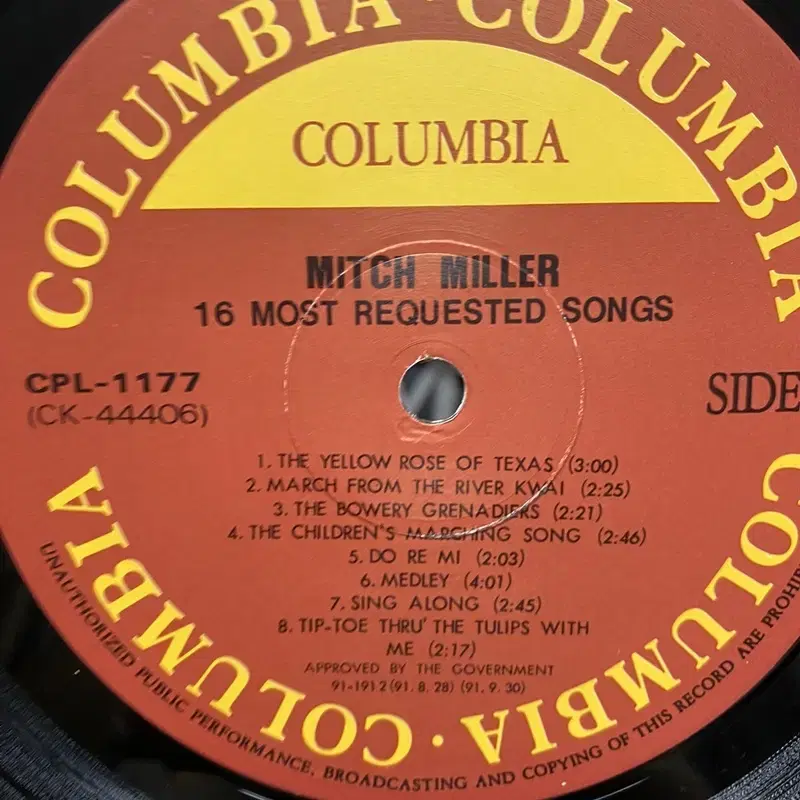 COLUMBIA · COLUMBIA
COLUMBIA
MITCH MILLER
16 MOST REQUESTED SONGS
CPL-1177
(CK-44406)
SIDE
1. THE YELLOW ROSE OF TEXAS (3:00)
2. MARCH FROM THE RIVER KWAI (2:25)
3. THE BOWERY GRENADIERS (2:21)
4. THE CHILDREN'S MARCHING SONG (2:46)
5. DO RE MI (2:03)
6. MEDLEY (4:01)
7. SING ALONG (2:45)
8. TIP-TOE THRU' THE TULIPS WITH
ME (2:17)
APPROVED BY THE GOVERNMENT
91-1912 (91. 8. 28) (91. 9. 30)
COLUMBIA · COLUMBIA
UNAUTHORIZED PUBLIC PERFORMANCE, BROADCASTING AND COPYING OF THIS RECORD ARE